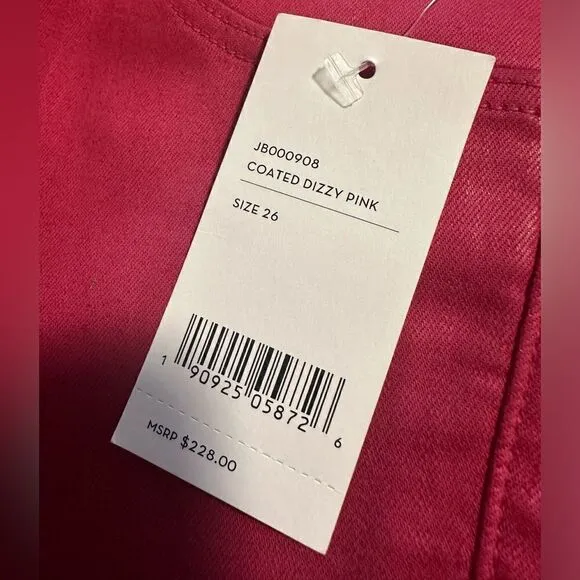 JB000908
COATED DIZZY PINK
SIZE 26
1 90925 05872 6
MSRP $228.00